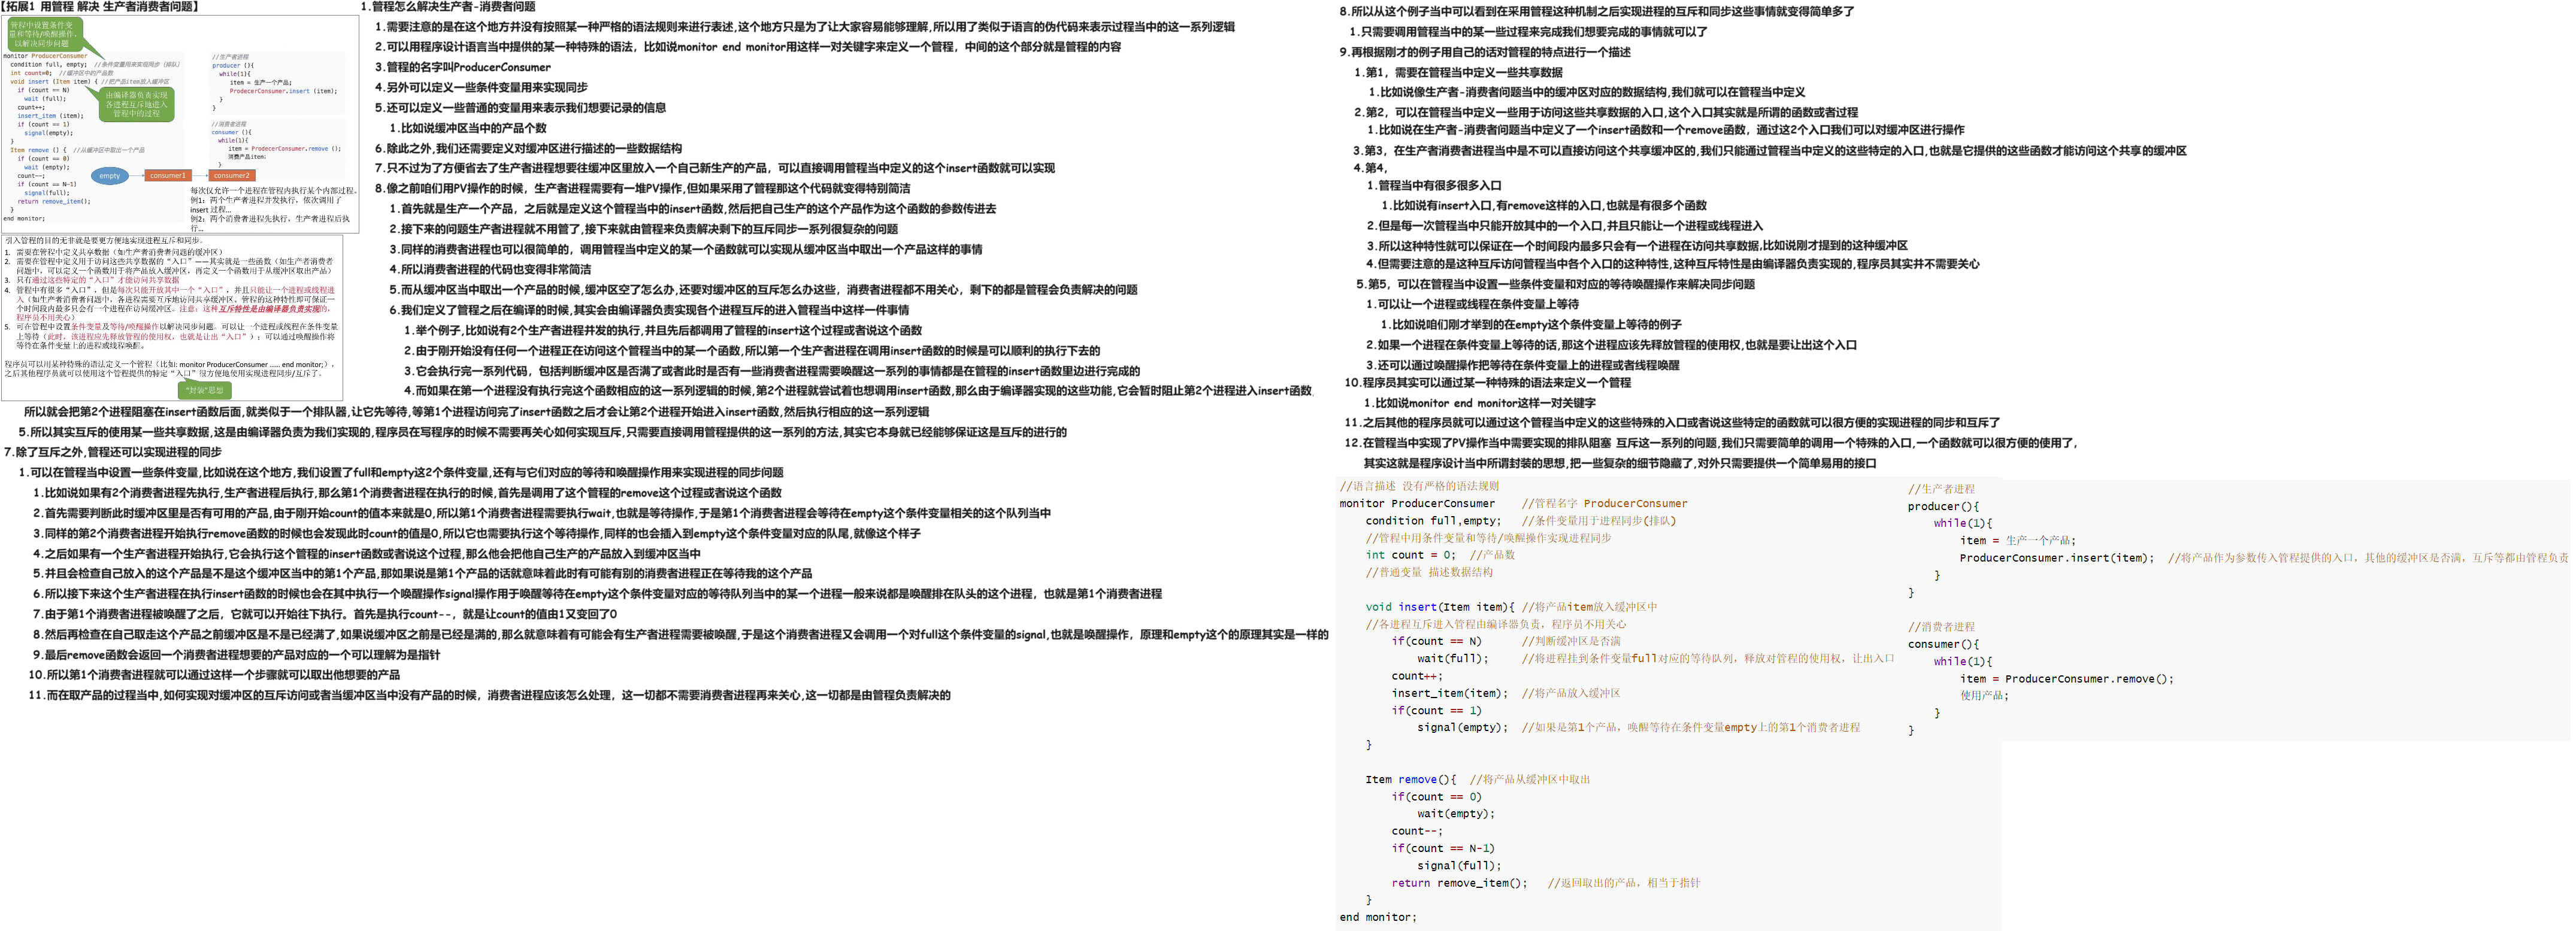 【拓展1 用管程 解决 生产者消费者问题】
管程中设置条件变
量和等待/唤醒操作,
以解决同步问题
monitor ProducerConsumer
condition full, empty; //条件变量用来实现同步 (排队)
int count=0; //缓冲区中的产品数
void insert (Item item) { //把产品item放入缓冲区
if (count == N)
wait (full);
count++;
insert_item (item);
if (count == 1)
signal(empty);
}
Item remove () { //从缓冲区中取出一个产品
if (count == 0)
wait (empty);
count--;
if (count == N-1)
signal(full);
return remove_item();
}
end monitor;
由编译器负责实现
各进程互斥地进入
管程中的过程
//生产者进程
producer (){
while(1){
item = 生产一个产品;
ProdecerConsumer.insert (item);
}
}
//消费者进程
consumer (){
while(1){
item = ProdecerConsumer.remove ();
消费产品item;
}
empty
consumer1
consumer2
每次仅允许一个进程在管程内执行某个内部过程。
例1：两个生产者进程并发执行，依次调用了
insert 过程…
例2：两个消费者进程先执行，生产者进程后执
行…
引入管程的目的无非就是要更方便地实现进程互斥和同步。
1. 需要在管程中定义共享数据（如生产者消费者问题的缓冲区）
2. 需要在管程中定义用于访问这些共享数据的“入口”——其实就是一些函数（如生产者消费者
问题中，可以定义一个函数用于将产品放入缓冲区，再定义一个函数用于从缓冲区取出产品）
3. 只有通过这些特定的“入口”才能访问共享数据
4. 管程中有很多“入口”，但是每次只能开放其中一个“入口”，并且只能让一个进程或线程进
入（如生产者消费者问题中，各进程需要互斥地访问共享缓冲区。管程的这种特性即可保证一
个时间段内最多只会有一个进程在访问缓冲区。注意：这种互斥特性是由编译器负责实现的，
程序员不用关心）
5. 可在管程中设置条件变量及等待/唤醒操作以解决同步问题。可以让一个进程或线程在条件变量
上等待（此时，该进程应先释放管程的使用权，也就是让出“入口”）；可以通过唤醒操作将
等待在条件变量上的进程或线程唤醒。
程序员可以用某种特殊的语法定义一个管程（比如: monitor ProducerConsumer …… end monitor;），
之后其他程序员就可以使用这个管程提供的特定“入口”很方便地使用实现进程同步/互斥了。
“封装”思想
1.管程怎么解决生产者-消费者问题
1.需要注意的是在这个地方并没有按照某一种严格的语法规则来进行表述,这个地方只是为了让大家容易能够理解,所以用了类似于语言的伪代码来表示过程当中的这一系列逻辑
2.可以用程序设计语言当中提供的某一种特殊的语法，比如说monitor end monitor用这样一对关键字来定义一个管程，中间的这个部分就是管程的内容
3.管程的名字叫ProducerConsumer
4.另外可以定义一些条件变量用来实现同步
5.还可以定义一些普通的变量用来表示我们想要记录的信息
1.比如说缓冲区当中的产品个数
6.除此之外,我们还需要定义对缓冲区进行描述的一些数据结构
7.只不过为了方便省去了生产者进程想要往缓冲区里放入一个自己新生产的产品，可以直接调用管程当中定义的这个insert函数就可以实现
8.像之前咱们用PV操作的时候，生产者进程需要有一堆PV操作,但如果采用了管程那这个代码就变得特别简洁
1.首先就是生产一个产品，之后就是定义这个管程当中的insert函数,然后把自己生产的这个产品作为这个函数的参数传进去
2.接下来的问题生产者进程就不用管了,接下来就由管程来负责解决剩下的互斥同步一系列很复杂的问题
3.同样的消费者进程也可以很简单的，调用管程当中定义的某一个函数就可以实现从缓冲区当中取出一个产品这样的事情
4.所以消费者进程的代码也变得非常简洁
5.而从缓冲区当中取出一个产品的时候,缓冲区空了怎么办,还要对缓冲区的互斥怎么办这些，消费者进程都不用关心，剩下的都是管程会负责解决的问题
6.我们定义了管程之后在编译的时候,其实会由编译器负责实现各个进程互斥的进入管程当中这样一件事情
1.举个例子,比如说有2个生产者进程并发的执行,并且先后都调用了管程的insert这个过程或者说这个函数
2.由于刚开始没有任何一个进程正在访问这个管程当中的某一个函数,所以第一个生产者进程在调用insert函数的时候是可以顺利的执行下去的
3.它会执行完一系列代码，包括判断缓冲区是否满了或者此时是否有一些消费者进程需要唤醒这一系列的事情都是在管程的insert函数里边进行完成的
4.而如果在第一个进程没有执行完这个函数相应的这一系列逻辑的时候,第2个进程就尝试着也想调用insert函数,那么由于编译器实现的这些功能,它会暂时阻止第2个进程进入insert函数,
所以就会把第2个进程阻塞在insert函数后面,就类似于一个排队器,让它先等待,等第1个进程访问完了insert函数之后才会让第2个进程开始进入insert函数,然后执行相应的这一系列逻辑
5.所以其实互斥的使用某一些共享数据,这是由编译器负责为我们实现的,程序员在写程序的时候不需要再关心如何实现互斥,只需要直接调用管程提供的这一系列的方法,其实它本身就已经能够保证这是互斥的进行的
7.除了互斥之外,管程还可以实现进程的同步
1.可以在管程当中设置一些条件变量,比如说在这个地方,我们设置了full和empty这2个条件变量,还有与它们对应的等待和唤醒操作用来实现进程的同步问题
1.比如说如果有2个消费者进程先执行,生产者进程后执行,那么第1个消费者进程在执行的时候,首先是调用了这个管程的remove这个过程或者说这个函数
2.首先需要判断此时缓冲区里是否有可用的产品,由于刚开始count的值本来就是0,所以第1个消费者进程需要执行wait,也就是等待操作,于是第1个消费者进程会等待在empty这个条件变量相关的这个队列当中
3.同样的第2个消费者进程开始执行remove函数的时候也会发现此时count的值是0,所以它也需要执行这个等待操作,同样的也会插入到empty这个条件变量对应的队尾,就像这个样子
4.之后如果有一个生产者进程开始执行,它会执行这个管程的insert函数或者说这个过程,那么他会把他自己生产的产品放入到缓冲区当中
5.并且会检查自己放入的这个产品是不是这个缓冲区当中的第1个产品,那如果说是第1个产品的话就意味着此时有可能有别的消费者进程正在等待我的这个产品
6.所以接下来这个生产者进程在执行insert函数的时候也会在其中执行一个唤醒操作signal操作用于唤醒等待在empty这个条件变量对应的等待队列当中的某一个进程一般来说都是唤醒排在队头的这个进程，也就是第1个消费者进程
7.由于第1个消费者进程被唤醒了之后，它就可以开始往下执行。首先是执行count--，就是让count的值由1又变回了0
8.然后再检查在自己取走这个产品之前缓冲区是不是已经满了,如果说缓冲区之前是已经是满的,那么就意味着有可能会有生产者进程需要被唤醒,于是这个消费者进程又会调用一个对full这个条件变量的signal,也就是唤醒操作，原理和empty这个的原理其实是一样的
9.最后remove函数会返回一个消费者进程想要的产品对应的一个可以理解为是指针
10.所以第1个消费者进程就可以通过这样一个步骤就可以取出他想要的产品
11.而在取产品的过程当中,如何实现对缓冲区的互斥访问或者当缓冲区当中没有产品的时候，消费者进程应该怎么处理，这一切都不需要消费者进程再来关心,这一切都是由管程负责解决的
8.所以从这个例子当中可以看到在采用管程这种机制之后实现进程的互斥和同步这些事情就变得简单多了
1.只需要调用管程当中的某一些过程来完成我们想要完成的事情就可以了
9.再根据刚才的例子用自己的话对管程的特点进行一个描述
1.第1，需要在管程当中定义一些共享数据
1.比如说像生产者-消费者问题当中的缓冲区对应的数据结构,我们就可以在管程当中定义
2.第2，可以在管程当中定义一些用于访问这些共享数据的入口,这个入口其实就是所谓的函数或者过程
1.比如说在生产者-消费者问题当中定义了一个insert函数和一个remove函数，通过这2个入口我们可以对缓冲区进行操作
3.第3，在生产者消费者进程当中是不可以直接访问这个共享缓冲区的,我们只能通过管程当中定义的这些特定的入口,也就是它提供的这些函数才能访问这个共享的缓冲区
4.第4,
1.管程当中有很多很多入口
1.比如说有insert入口,有remove这样的入口,也就是有很多个函数
2.但是每一次管程当中只能开放其中的一个入口,并且只能让一个进程或线程进入
3.所以这种特性就可以保证在一个时间段内最多只会有一个进程在访问共享数据,比如说刚才提到的这种缓冲区
4.但需要注意的是这种互斥访问管程当中各个入口的这种特性,这种互斥特性是由编译器负责实现的,程序员其实并不需要关心
5.第5，可以在管程当中设置一些条件变量和对应的等待唤醒操作来解决同步问题
1.可以让一个进程或线程在条件变量上等待
1.比如说咱们刚才举到的在empty这个条件变量上等待的例子
2.如果一个进程在条件变量上等待的话,那这个进程应该先释放管程的使用权,也就是要让出这个入口
3.还可以通过唤醒操作把等待在条件变量上的进程或者线程唤醒
10.程序员其实可以通过某一种特殊的语法来定义一个管程
1.比如说monitor end monitor这样一对关键字
11.之后其他的程序员就可以通过这个管程当中定义的这些特殊的入口或者说这些特定的函数就可以很方便的实现进程的同步和互斥了
12.在管程当中实现了PV操作当中需要实现的排队阻塞 互斥这一系列的问题,我们只需要简单的调用一个特殊的入口,一个函数就可以很方便的使用了,
其实这就是程序设计当中所谓封装的思想,把一些复杂的细节隐藏了,对外只需要提供一个简单易用的接口
//语言描述 没有严格的语法规则
monitor ProducerConsumer //管程名字 ProducerConsumer
condition full,empty; //条件变量用于进程同步(排队)
//管程中用条件变量和等待/唤醒操作实现进程同步
int count = 0; //产品数
//普通变量 描述数据结构
void insert(Item item){ //将产品item放入缓冲区中
//各进程互斥进入管程由编译器负责，程序员不用关心
if(count == N) //判断缓冲区是否满
wait(full); //将进程挂到条件变量full对应的等待队列，释放对管程的使用权，让出入口
count++;
insert_item(item); //将产品放入缓冲区
if(count == 1)
signal(empty); //如果是第1个产品，唤醒等待在条件变量empty上的第1个消费者进程
}
Item remove(){ //将产品从缓冲区中取出
if(count == 0)
wait(empty);
count--;
if(count == N-1)
signal(full);
return remove_item(); //返回取出的产品，相当于指针
}
end monitor;
//生产者进程
producer(){
while(1){
item = 生产一个产品;
ProducerConsumer.insert(item); //将产品作为参数传入管程提供的入口，其他的缓冲区是否满，互斥等都由管程负责
}
}
//消费者进程
consumer(){
while(1){
item = ProducerConsumer.remove();
使用产品;
}
}